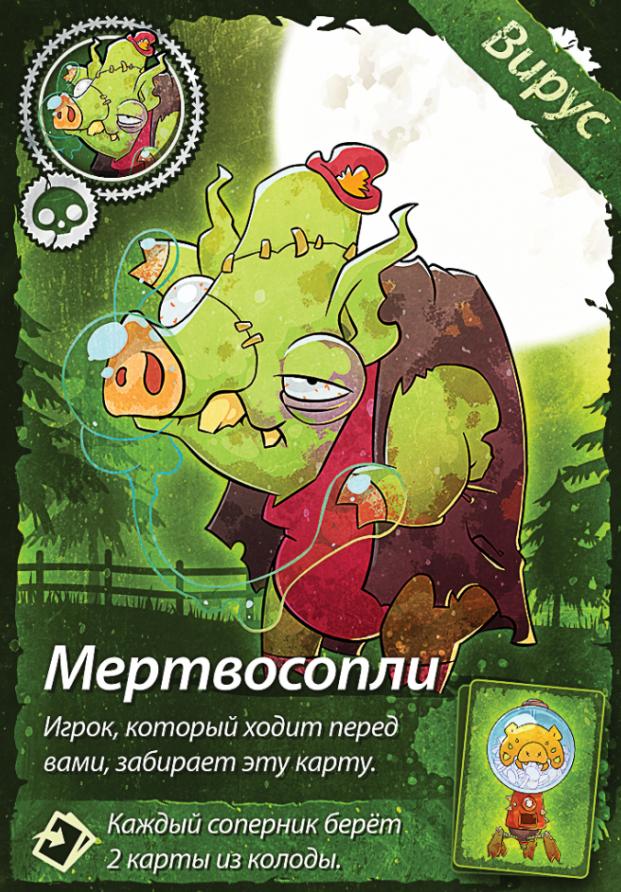 Вирус
Мертвосопли
Игрок, который ходит перед
вами, забирает эту карту.
Каждый соперник берёт
2 карты из колоды.